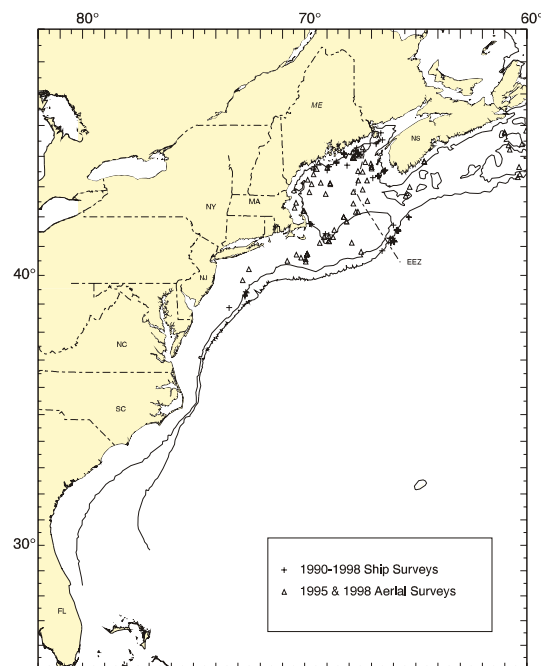 80° 70° 60°
ME
NS
NY MA
EEZ
NJ
40°
NC
SC
30°
1990-1998 Ship Surveys
1995 & 1998 Aerial Surveys
FL